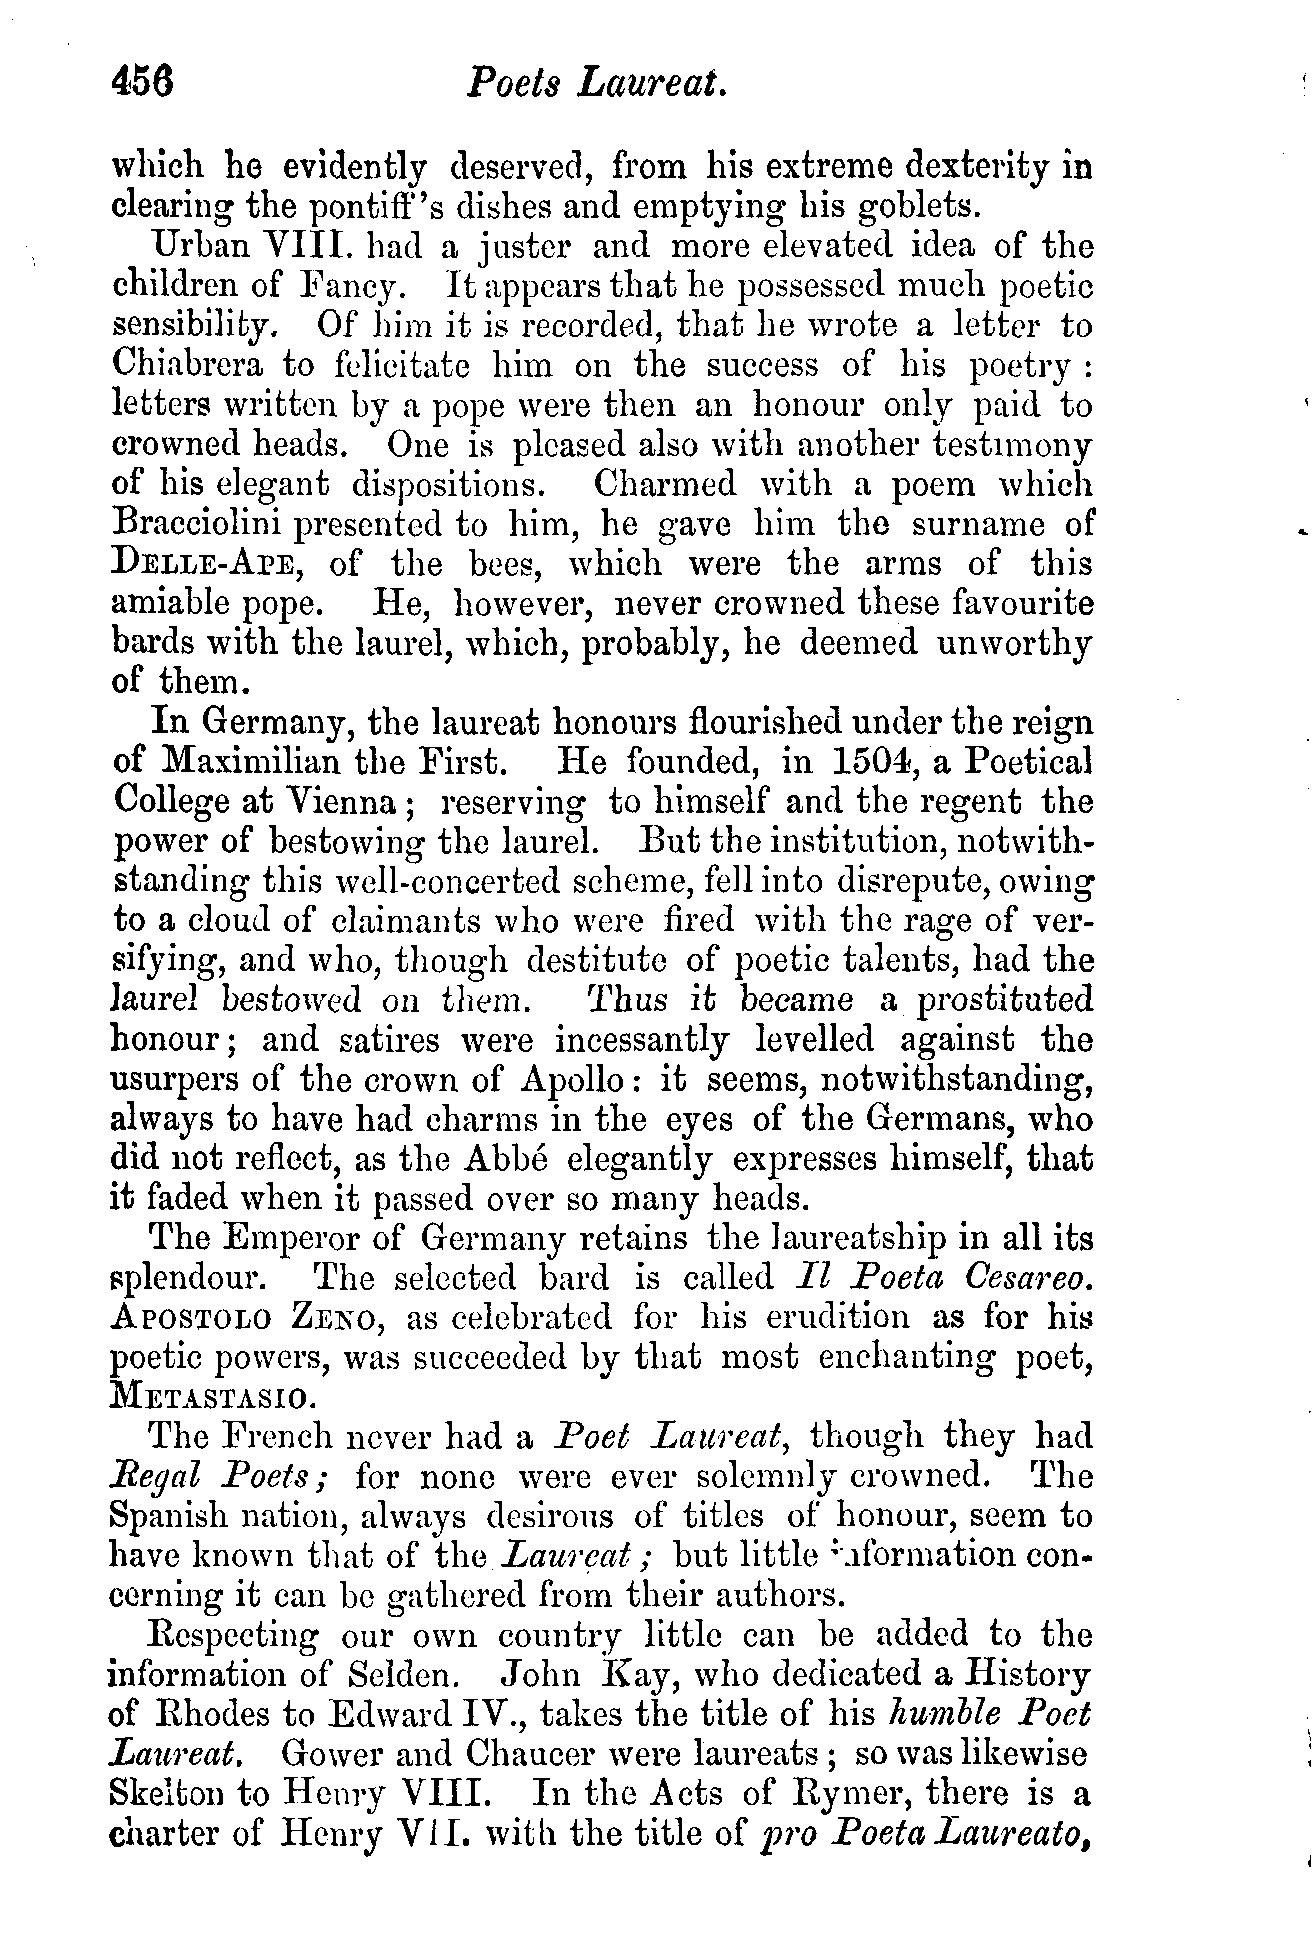 456 Poets Laureat.
which he evidently deserved, from his extreme dexterity in
clearing the pontiff's dishes and emptying his goblets.
Urban VIII. had a juster and more elevated idea of the
children of Fancy. It appears that he possessed much poetic
sensibility. Of him it is recorded, that he wrote a letter to
Chiabrera to felicitate him on the success of his poetry :
letters written by a pope were then an honour only paid to
crowned heads. One is pleased also with another testimony
of his elegant dispositions. Charmed with a poem which
Bracciolini presented to him, he gave him the surname of
DELLE-APE, of the bees, which were the arms of this
amiable pope. He, however, never crowned these favourite
bards with the laurel, which, probably, he deemed unworthy
of them.
In Germany, the laureat honours flourished under the reign
of Maximilian the First. He founded, in 1504, a Poetical
College at Vienna ; reserving to himself and the regent the
power of bestowing the laurel. But the institution, notwith-
standing this well-concerted scheme, fell into disrepute, owing
to a cloud of claimants who were fired with the rage of ver-
sifying, and who, though destitute of poetic talents, had the
laurel bestowed on them. Thus it became a prostituted
honour ; and satires were incessantly levelled against the
usurpers of the crown of Apollo : it seems, notwithstanding,
always to have had charms in the eyes of the Germans, who
did not reflect, as the Abbé elegantly expresses himself, that
it faded when it passed over so many heads.
The Emperor of Germany retains the laureatship in all its
splendour. The selected bard is called Il Poeta Cesareo.
APOSTOLO ZENO, as celebrated for his erudition as for his
poetic powers, was succeeded by that most enchanting poet,
METASTASIO.
The French never had a Poet Laureat, though they had
Regal Poets ; for none were ever solemnly crowned. The
Spanish nation, always desirous of titles of honour, seem to
have known that of the Laureat ; but little information con-
cerning it can be gathered from their authors.
Respecting our own country little can be added to the
information of Selden. John Kay, who dedicated a History
of Rhodes to Edward IV., takes the title of his humble Poet
Laureat. Gower and Chaucer were laureats ; so was likewise
Skelton to Henry VIII. In the Acts of Rymer, there is a
charter of Henry VII. with the title of pro Poeta Laureato,